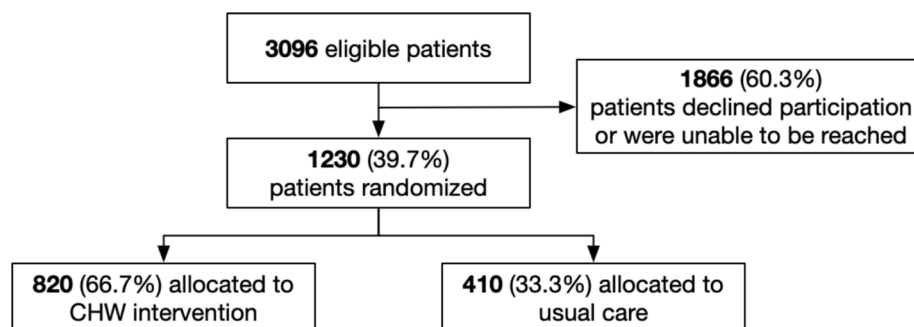 3096 eligible patients
1866 (60.3%)
patients declined participation
or were unable to be reached
1230 (39.7%)
patients randomized
820 (66.7%) allocated to
CHW intervention
410 (33.3%) allocated to
usual care